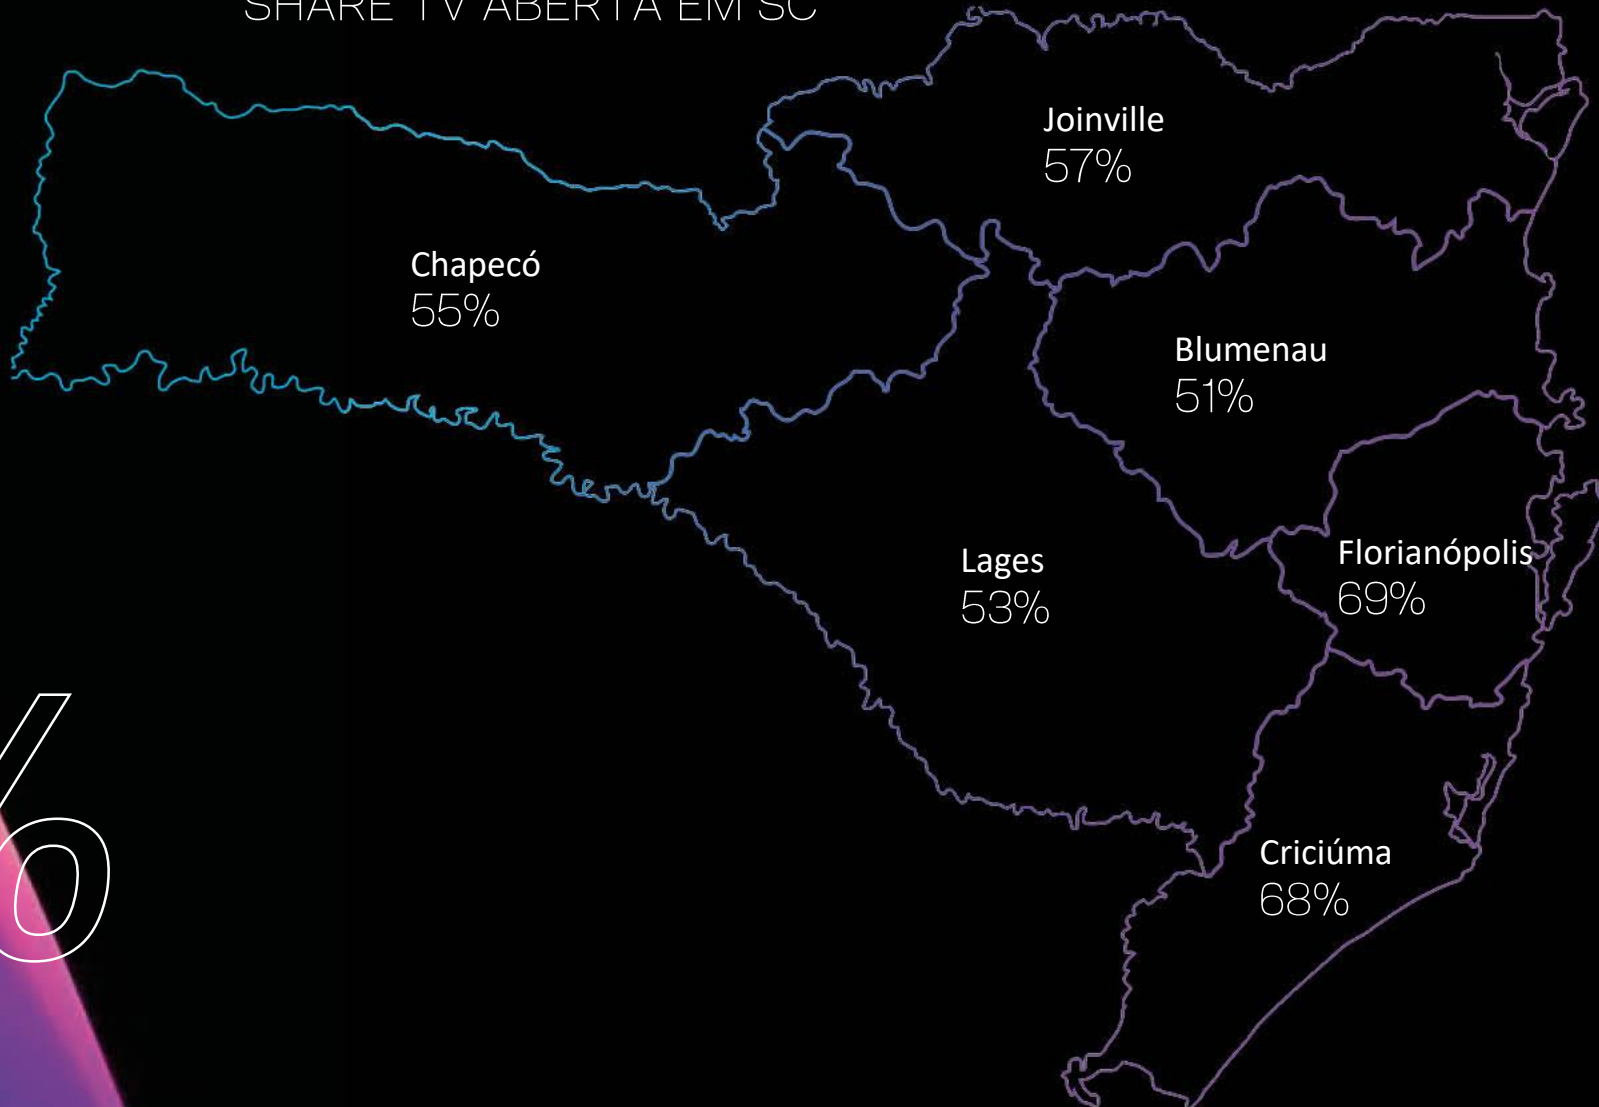 SHARE TV ABERTA EM SC
Joinville
57%
Chapecó
55%
Blumenau
51%
Florianópolis
69%
Lages
53%
%
Criciúma
68%